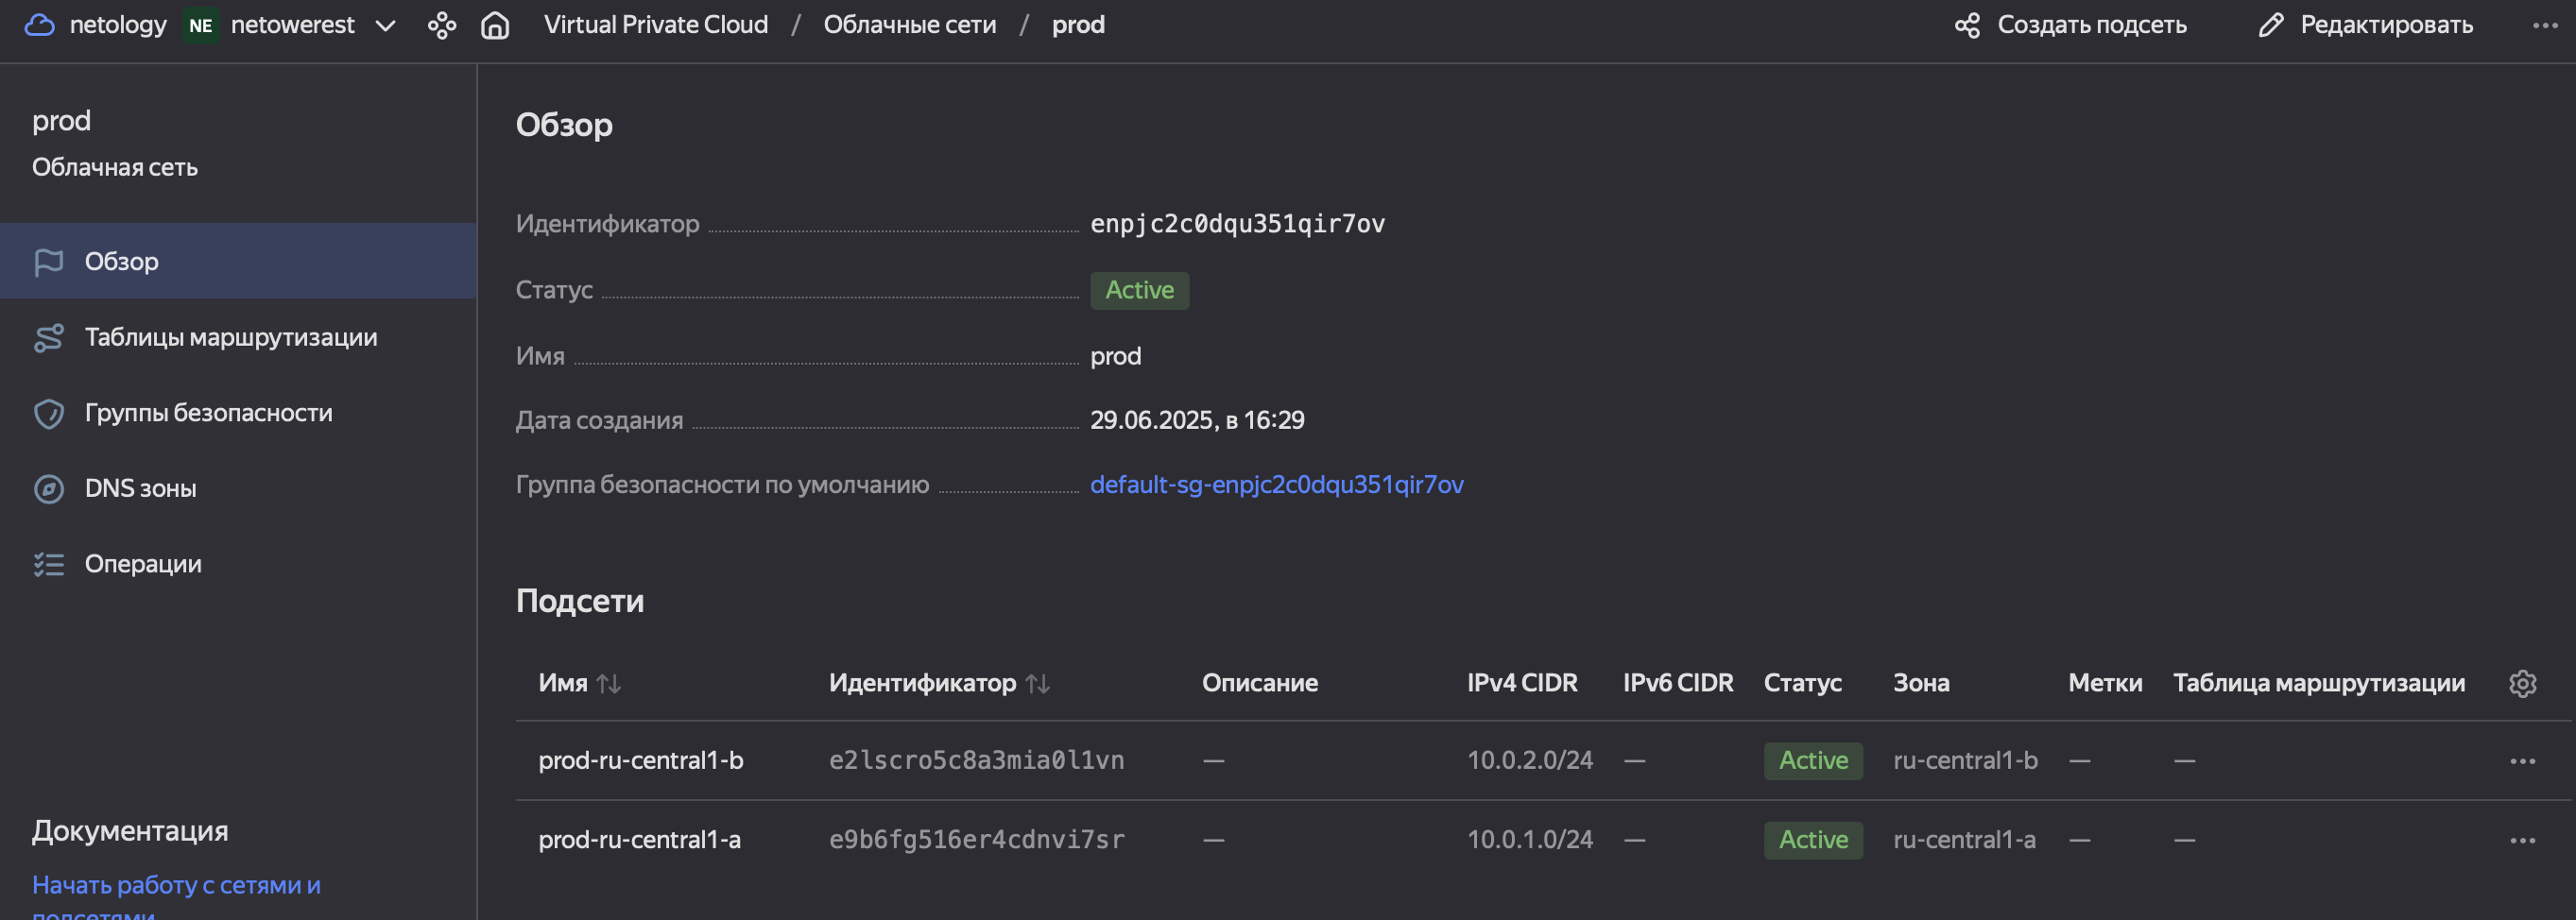 netology NE netowerest Virtual Private Cloud / Облачные сети / prod Создать подсеть Редактировать
prod
Облачная сеть
Обзор
Таблицы маршрутизации
Группы безопасности
DNS зоны
Операции
Документация
Начать работу с сетями и
подсетями
Обзор
Идентификатор enpjc2c0dqu351qir7ov
Статус Active
Имя prod
Дата создания 29.06.2025, в 16:29
Группа безопасности по умолчанию default-sg-enpjc2c0dqu351qir7ov
Подсети
Имя Идентификатор Описание IPv4 CIDR IPv6 CIDR Статус Зона Метки Таблица маршрутизации
prod-ru-central1-b e2lscro5c8a3mia0l1vn — 10.0.2.0/24 — Active ru-central1-b — —
prod-ru-central1-a e9b6fg516er4cdnvi7sr — 10.0.1.0/24 — Active ru-central1-a — —